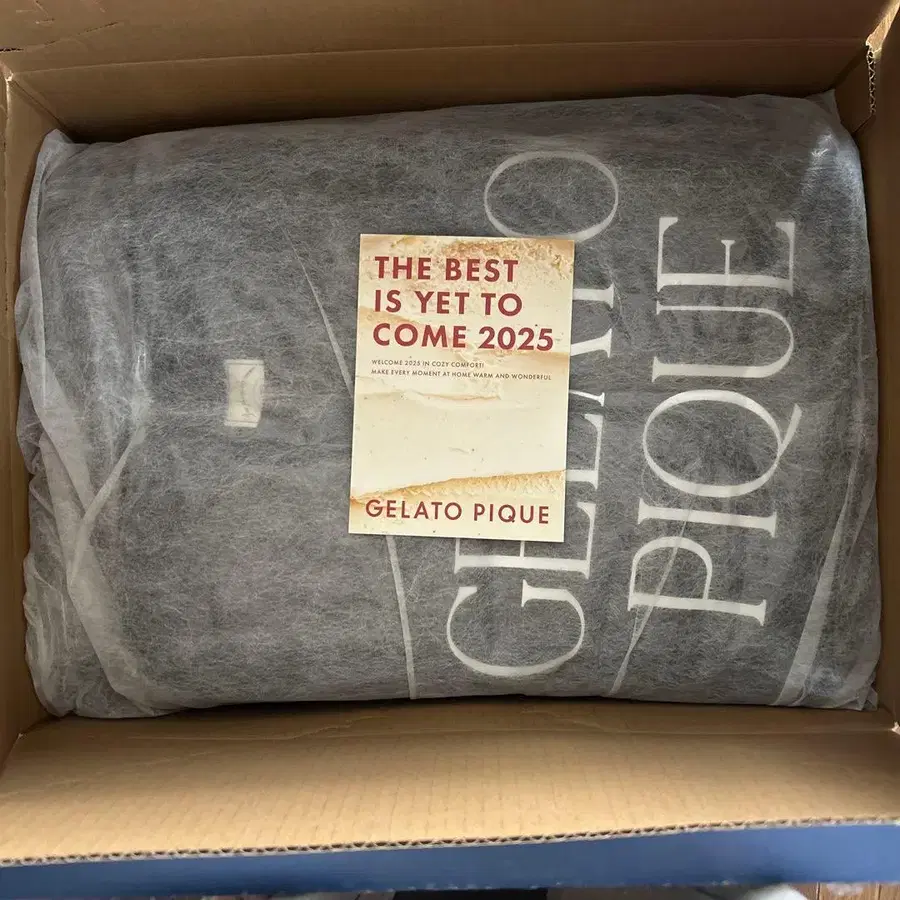 THE BEST
IS YET TO
COME 2025
WELCOME 2025 IN COZY COMFORT!
MAKE EVERY MOMENT AT HOME WARM AND WONDERFUL
GELATO PIQUE
GELATO
PIQUE